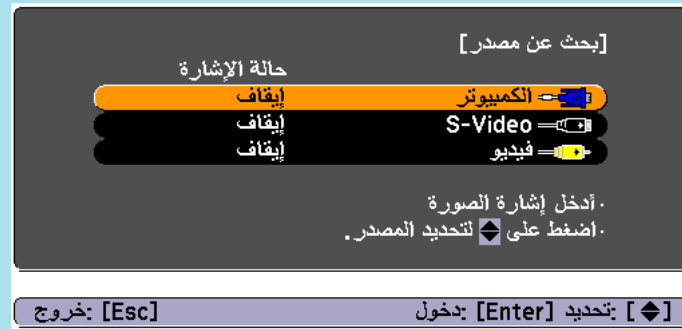 [بحث عن مصدر]
حالة الإشارة
الكمبيوتر إيقاف
S-Video إيقاف
فيديو إيقاف
·أدخل إشارة الصورة
·اضغط على لتحديد المصدر.
[ ] :تحديد [Enter] :دخول [Esc] :خروج